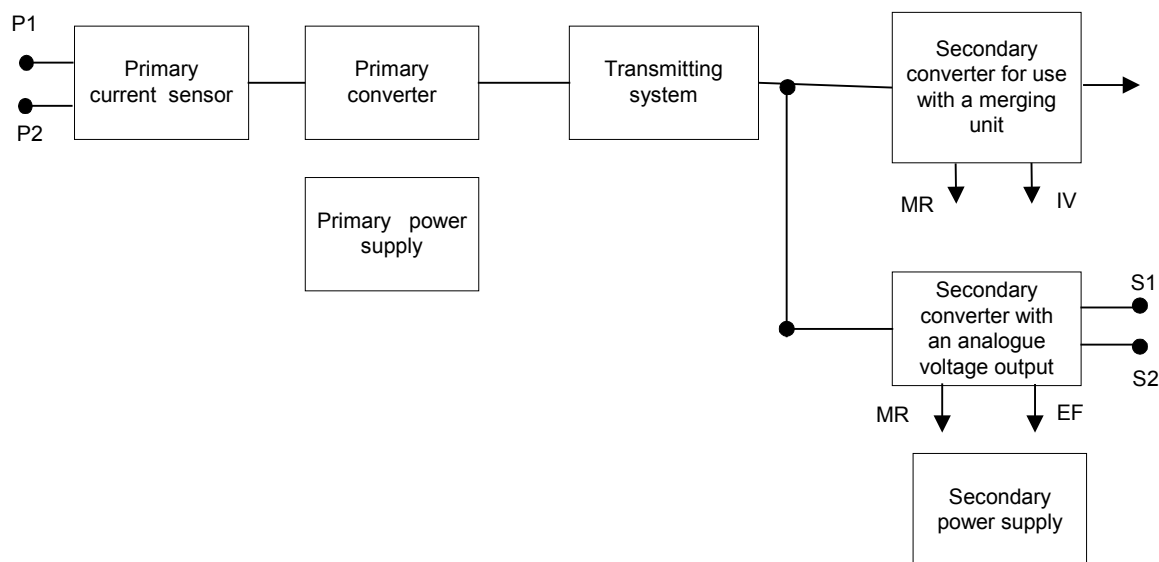 P1
P2
Primary
current sensor
Primary
converter
Transmitting
system
Secondary
converter for use
with a merging
unit
MR
IV
Primary power
supply
Secondary
converter with
an analogue
voltage output
S1
S2
MR
EF
Secondary
power supply